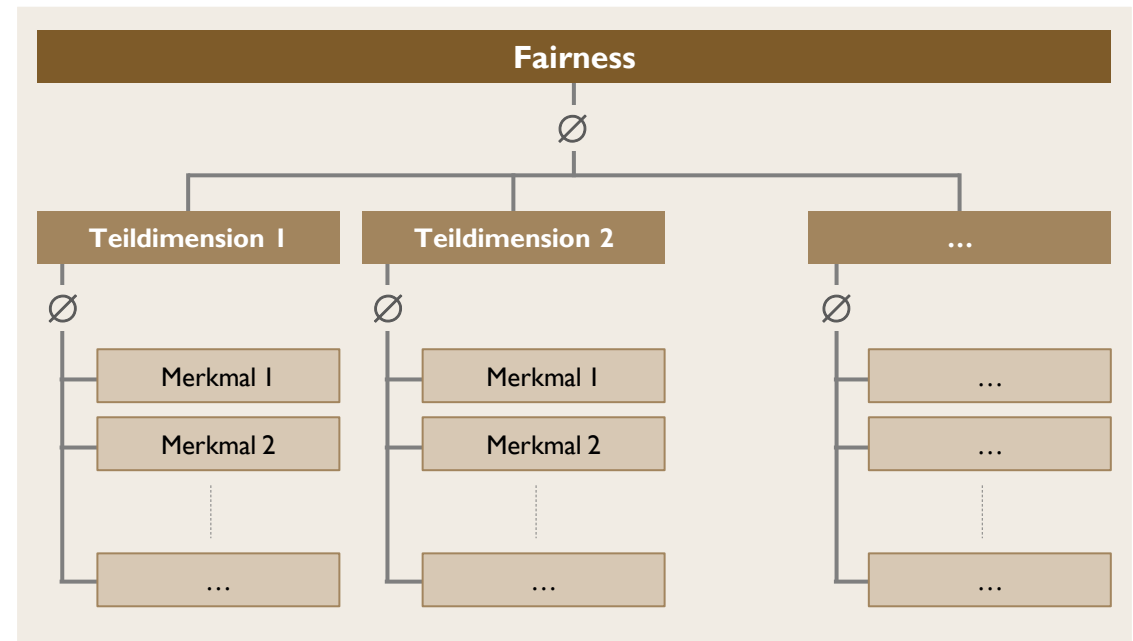 Fairness
Ø
Teildimension 1
Teildimension 2
...
Ø
Ø
Ø
Merkmal 1
Merkmal 1
...
Merkmal 2
Merkmal 2
...
...
...
...